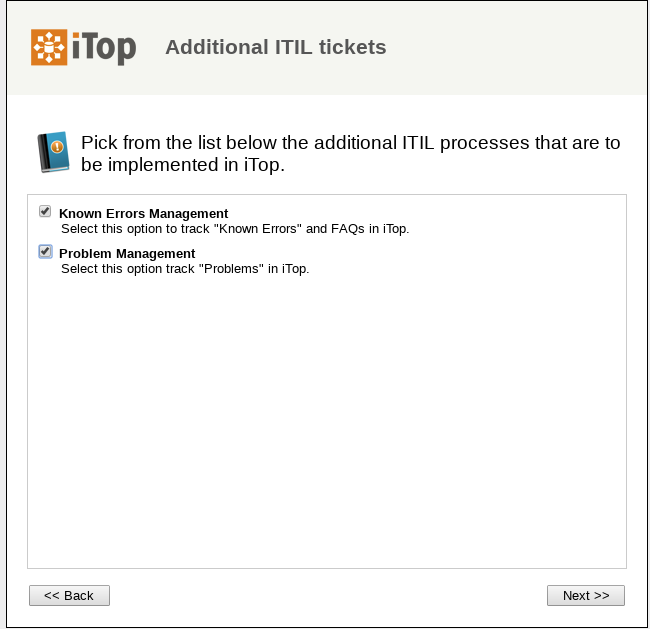 iTop
Additional ITIL tickets
Pick from the list below the additional ITIL processes that are to
be implemented in iTop.
Known Errors Management
Select this option to track "Known Errors" and FAQs in iTop.
Problem Management
Select this option track "Problems" in iTop.
<< Back
Next >>